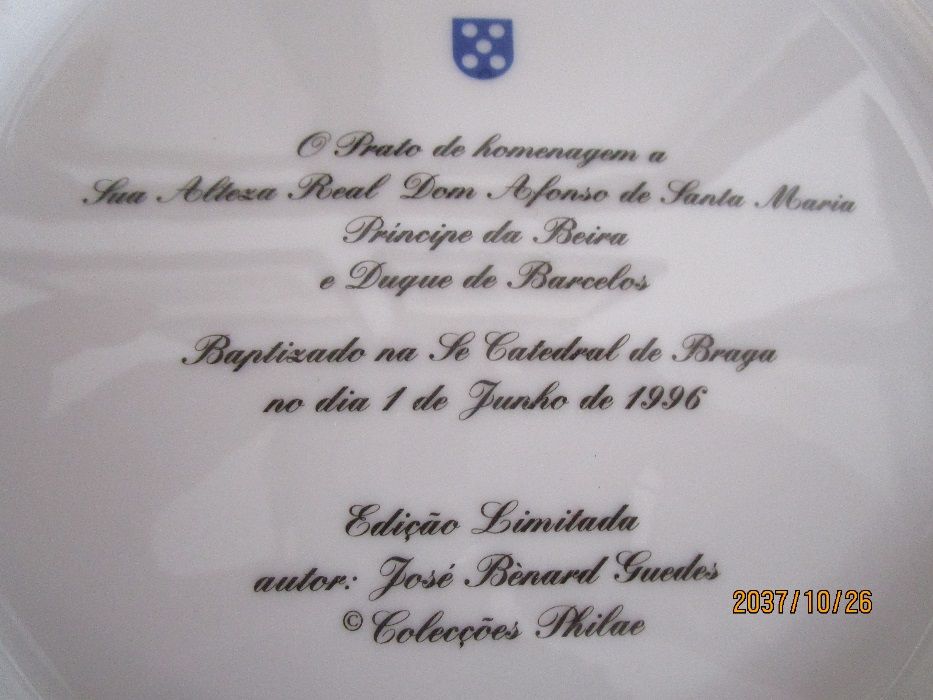 O Prato de homenagem a
Sua Alteza Real Dom Afonso de Santa Maria
Príncipe da Beira
e Duque de Barcelos
Baptizado na Se Catedral de Braga
no dia 1 de Junho de 1996
Edição Limitada
autor: José Bènard Guedes
© Colecções Philae
2037/10/26